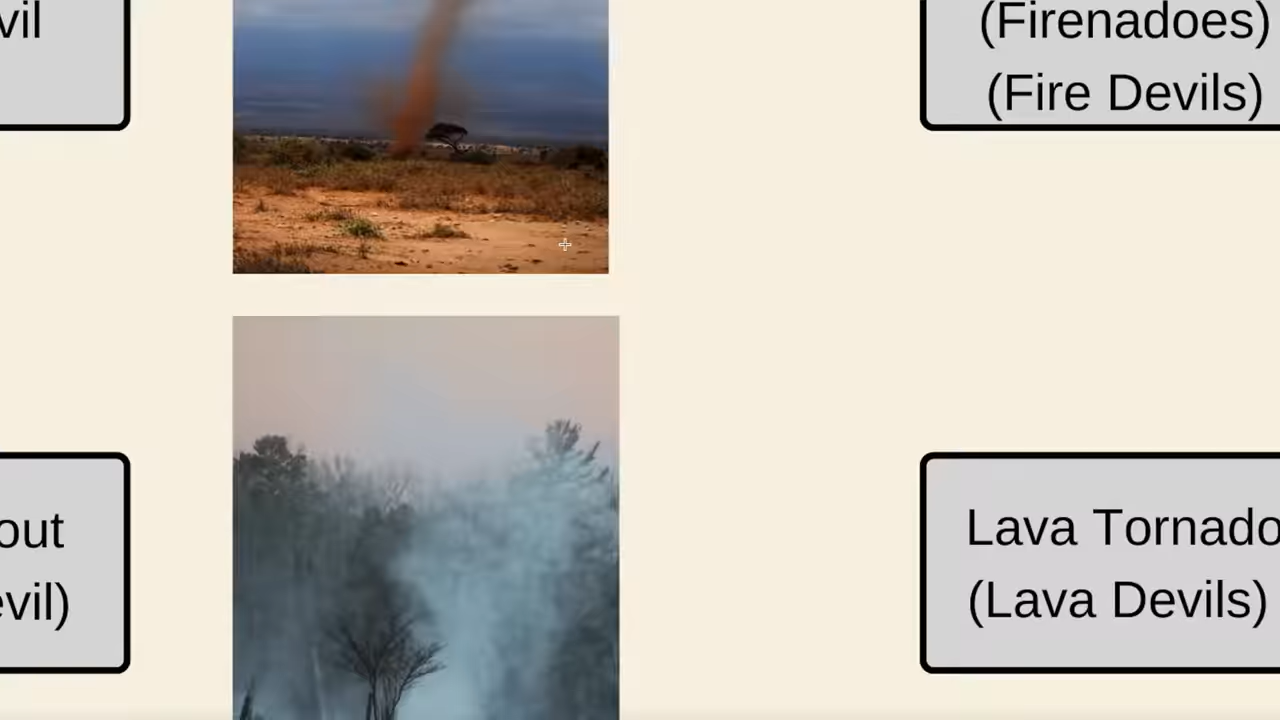 vil
(Firenadoes)
(Fire Devils)
out
evil)
Lava Tornado
(Lava Devils)